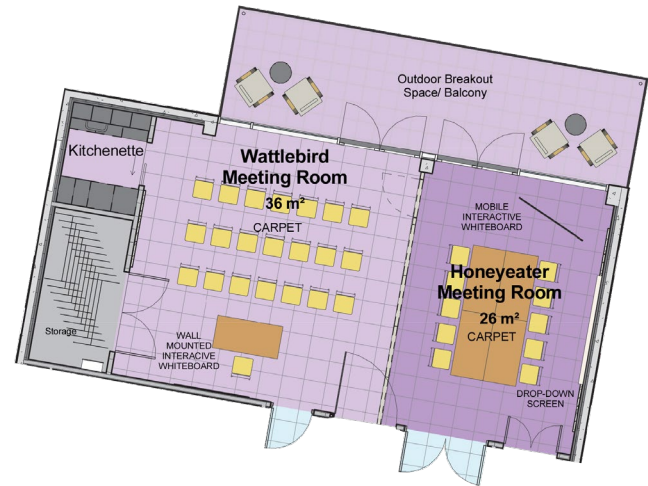 Outdoor Breakout
Space/ Balcony
Kitchenette
Wattlebird
Meeting Room
36 m²
CARPET
MOBILE
INTERACTIVE
WHITEBOARD
Honeyeater
Meeting Room
26 m²
CARPET
Storage
WALL
MOUNTED
INTERACIVE
WHITEBOARD
DROP-DOWN
SCREEN